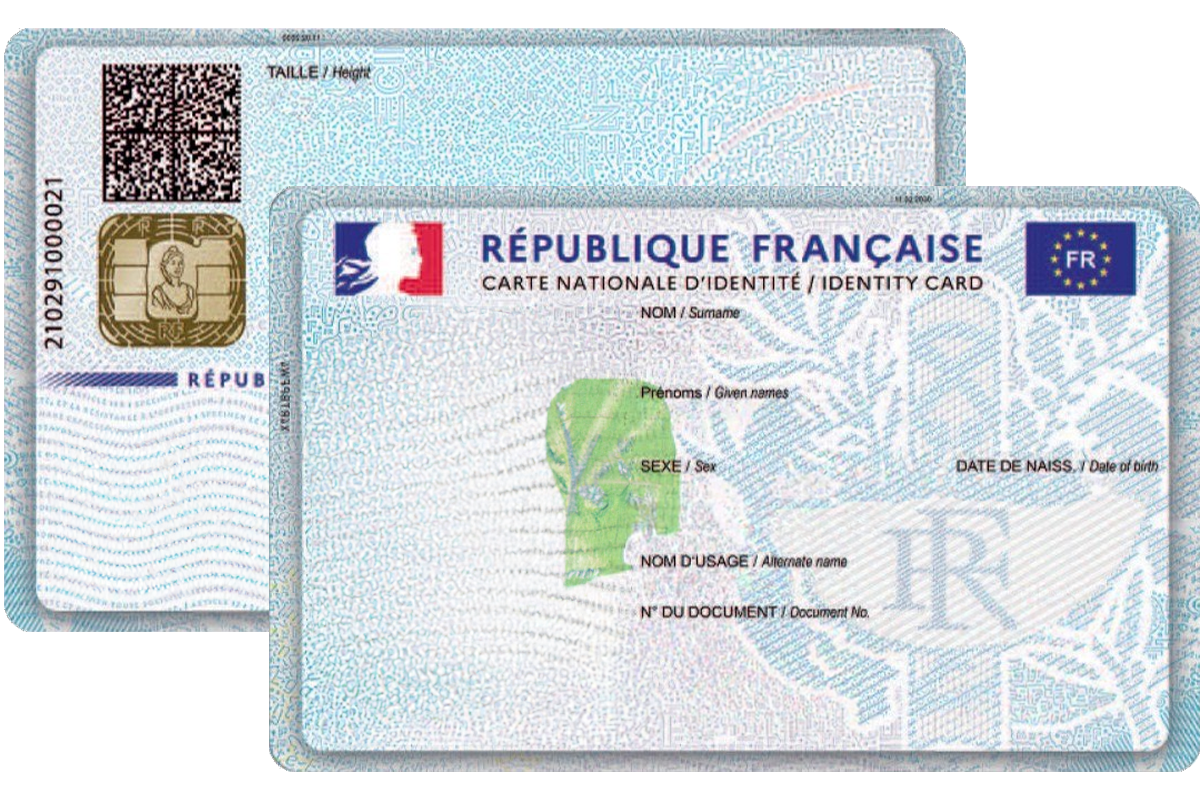 TAILLE / Height
210291000021
RÉPUB
RÉPUBLIQUE FRANÇAISE
FR
CARTE NATIONALE D'IDENTITÉ / IDENTITY CARD
NOM / Surname
Prénoms / Given names
SEXE / Sex
DATE DE NAISS. / Date of birth
NOM D'USAGE / Alternate name
N° DU DOCUMENT / Document No.
RF